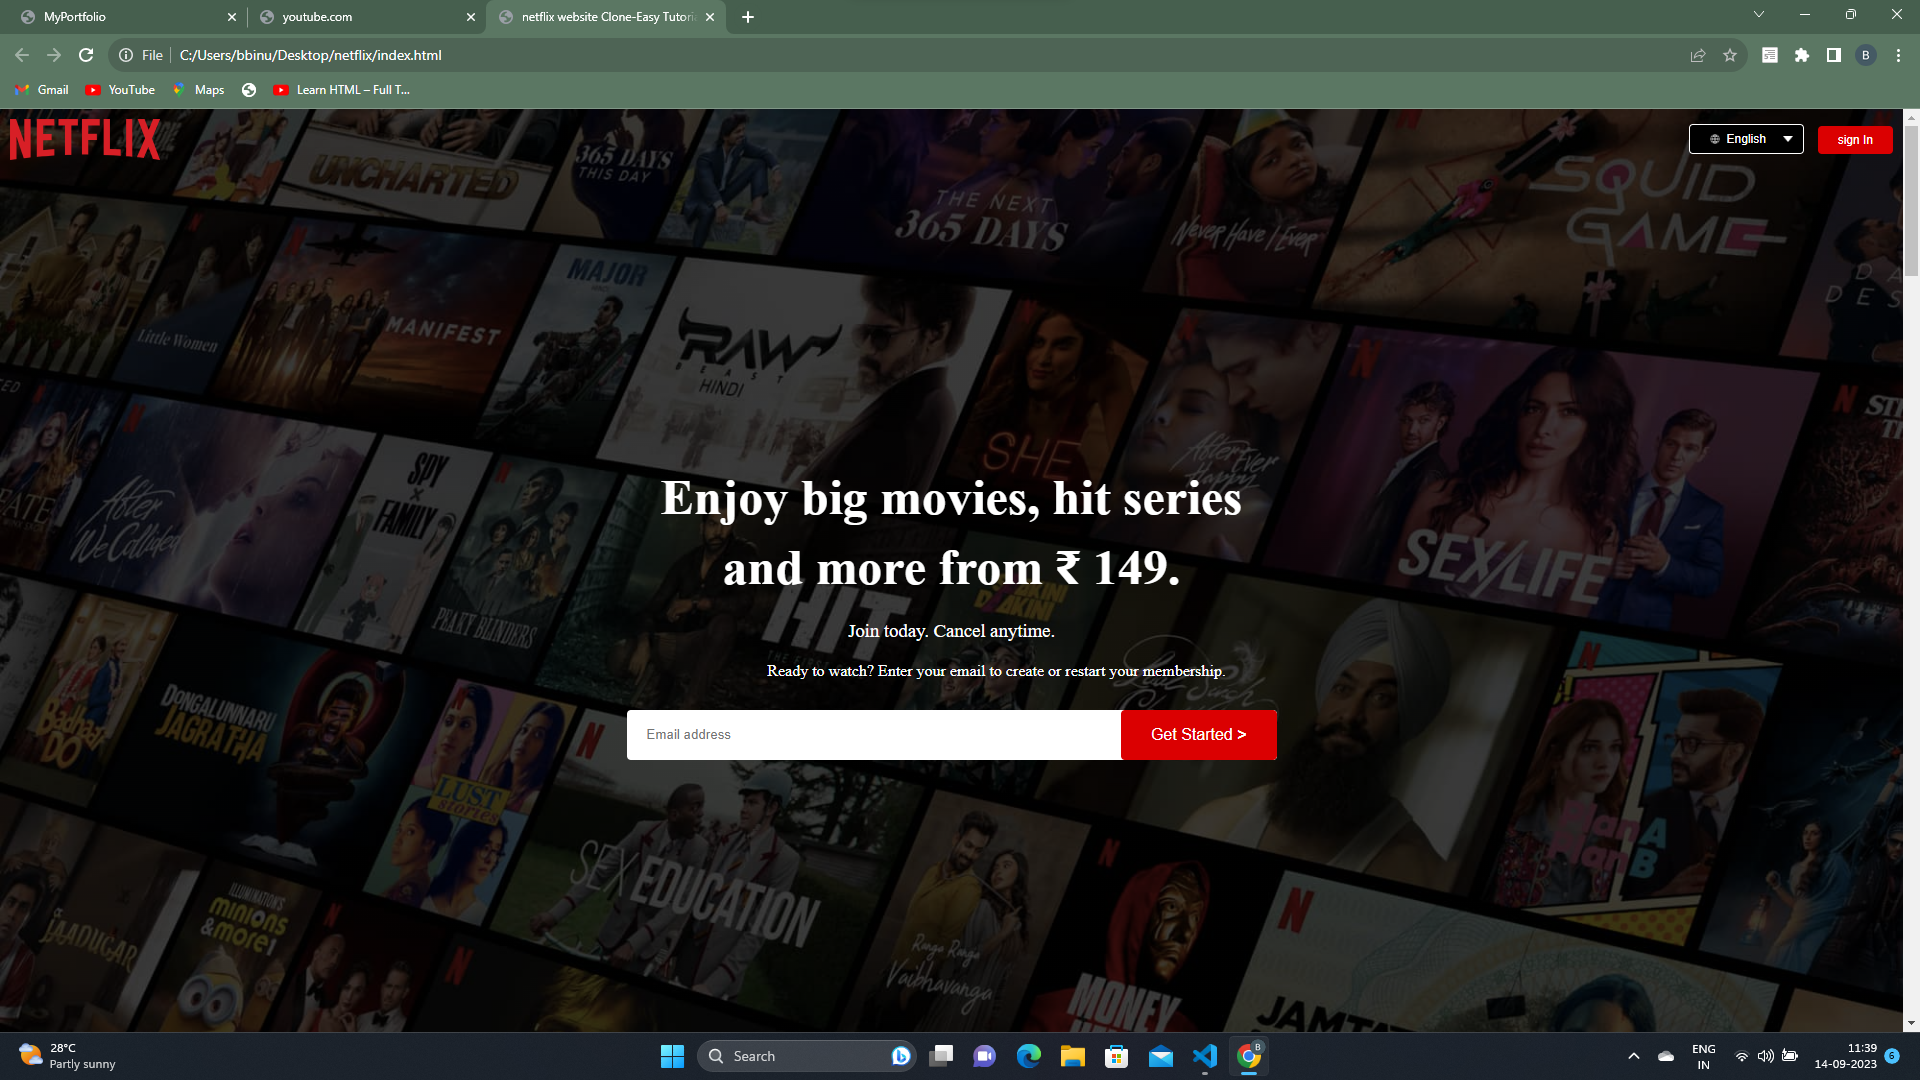 MyPortfolio
youtube.com
netflix website Clone-Easy Tutori
File
C:/Users/bbinu/Desktop/netflix/index.html
B
Gmail
YouTube
Maps
Learn HTML – Full T...
NETFLIX
English
sign In
UNCHARTED
365 DAYS
THIS DAY
THE NEXT
365 DAYS
Never Have I Ever
SQUID
GAME
Little Women
MANIFEST
MAJOR
RAW
BEAST
HINDI
SHE
After Ever
Happy
SEX/LIFE
FATE
After
We Collided
SPY
X
FAMILY
PEAKY BLINDERS
Enjoy big movies, hit series
and more from ₹ 149.
HIT
Join today. Cancel anytime.
Ready to watch? Enter your email to create or restart your membership.
Email address
Get Started >
Badhaai
DO
DONGALUNNARU
JAGRATHA
LUST
stories
SEX EDUCATION
Plan A
Plan B
JAADUGAR
ILLUMINATION'S
minions
& more!
Ranga Ranga
Vaibhavanga
MONEY
JAMTA
28°C
Partly sunny
Search
B
ENG
IN
11:39
14-09-2023
6